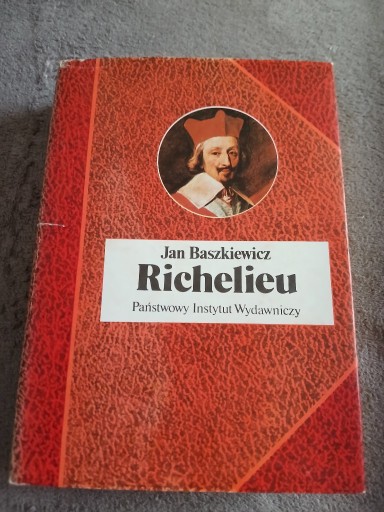 Jan Baszkiewicz
Richelieu
Państwowy Instytut Wydawniczy